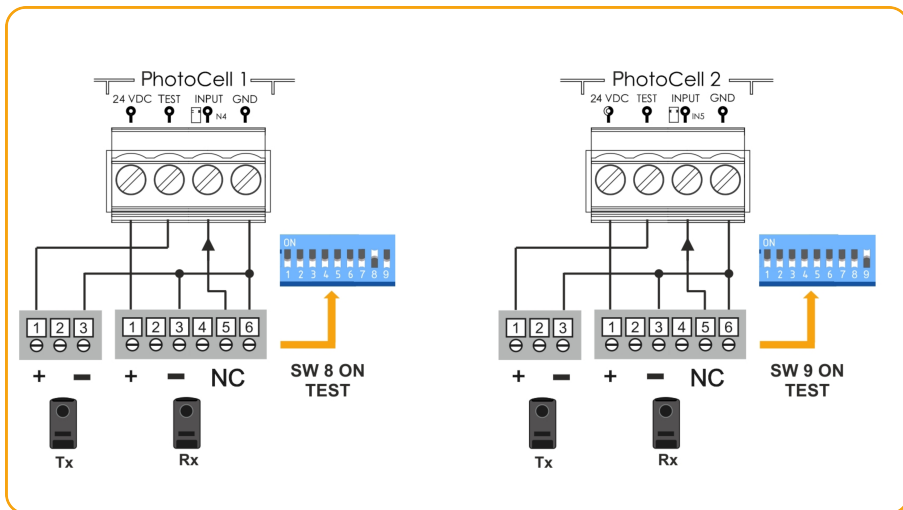 PhotoCell 1
24 VDC TEST INPUT GND
N4
ON
1 2 3 4 5 6 7 8 9
1 2 3 1 2 3 4 5 6
+ − + − NC
SW 8 ON
TEST
Tx Rx
PhotoCell 2
24 VDC TEST INPUT GND
IN5
ON
1 2 3 4 5 6 7 8 9
1 2 3 1 2 3 4 5 6
+ − + − NC
SW 9 ON
TEST
Tx Rx